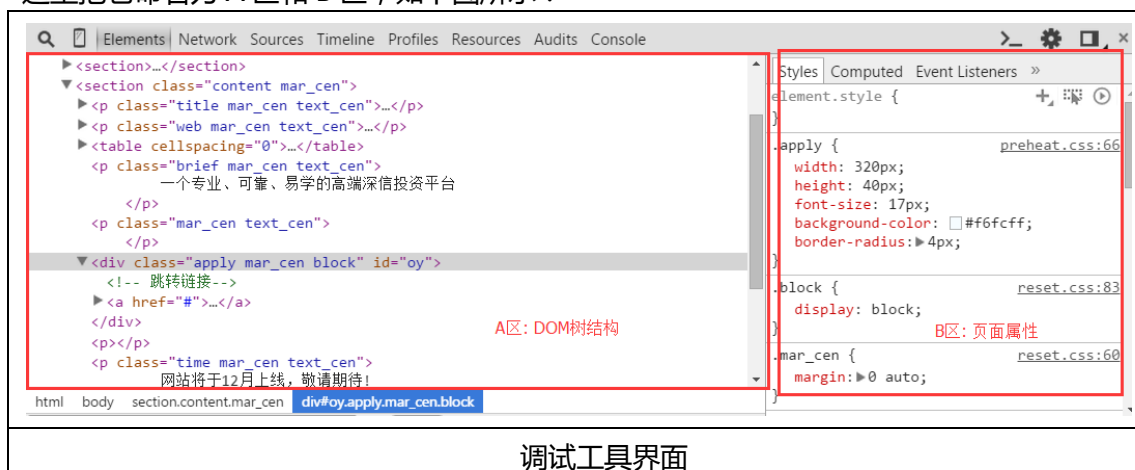 Elements Network Sources Timeline Profiles Resources Audits Console
▶<section>…</section>
▼<section class="content mar_cen">
▶<p class="title mar_cen text_cen">…</p>
▶<p class="web mar_cen text_cen">…</p>
▶<table cellspacing="0">…</table>
<p class="brief mar_cen text_cen">
一个专业、可靠、易学的高端深信投资平台
</p>
<p class="mar_cen text_cen">
</p>
▼<div class="apply mar_cen block" id="oy">
<!-- 跳转链接-->
▶<a href="#">…</a>
</div>
A区: DOM树结构
<p></p>
<p class="time mar_cen text_cen">
网站将于12月上线，敬请期待!
html body section.content.mar_cen div#oy.apply.mar_cen.block
Styles Computed Event Listeners »
element.style {
}
.apply { preheat.css:66
width: 320px;
height: 40px;
font-size: 17px;
background-color: #f6fcff;
border-radius:▶4px;
}
.block { reset.css:83
display: block;
}
B区: 页面属性
.mar_cen { reset.css:60
margin:▶0 auto;
}
调试工具界面